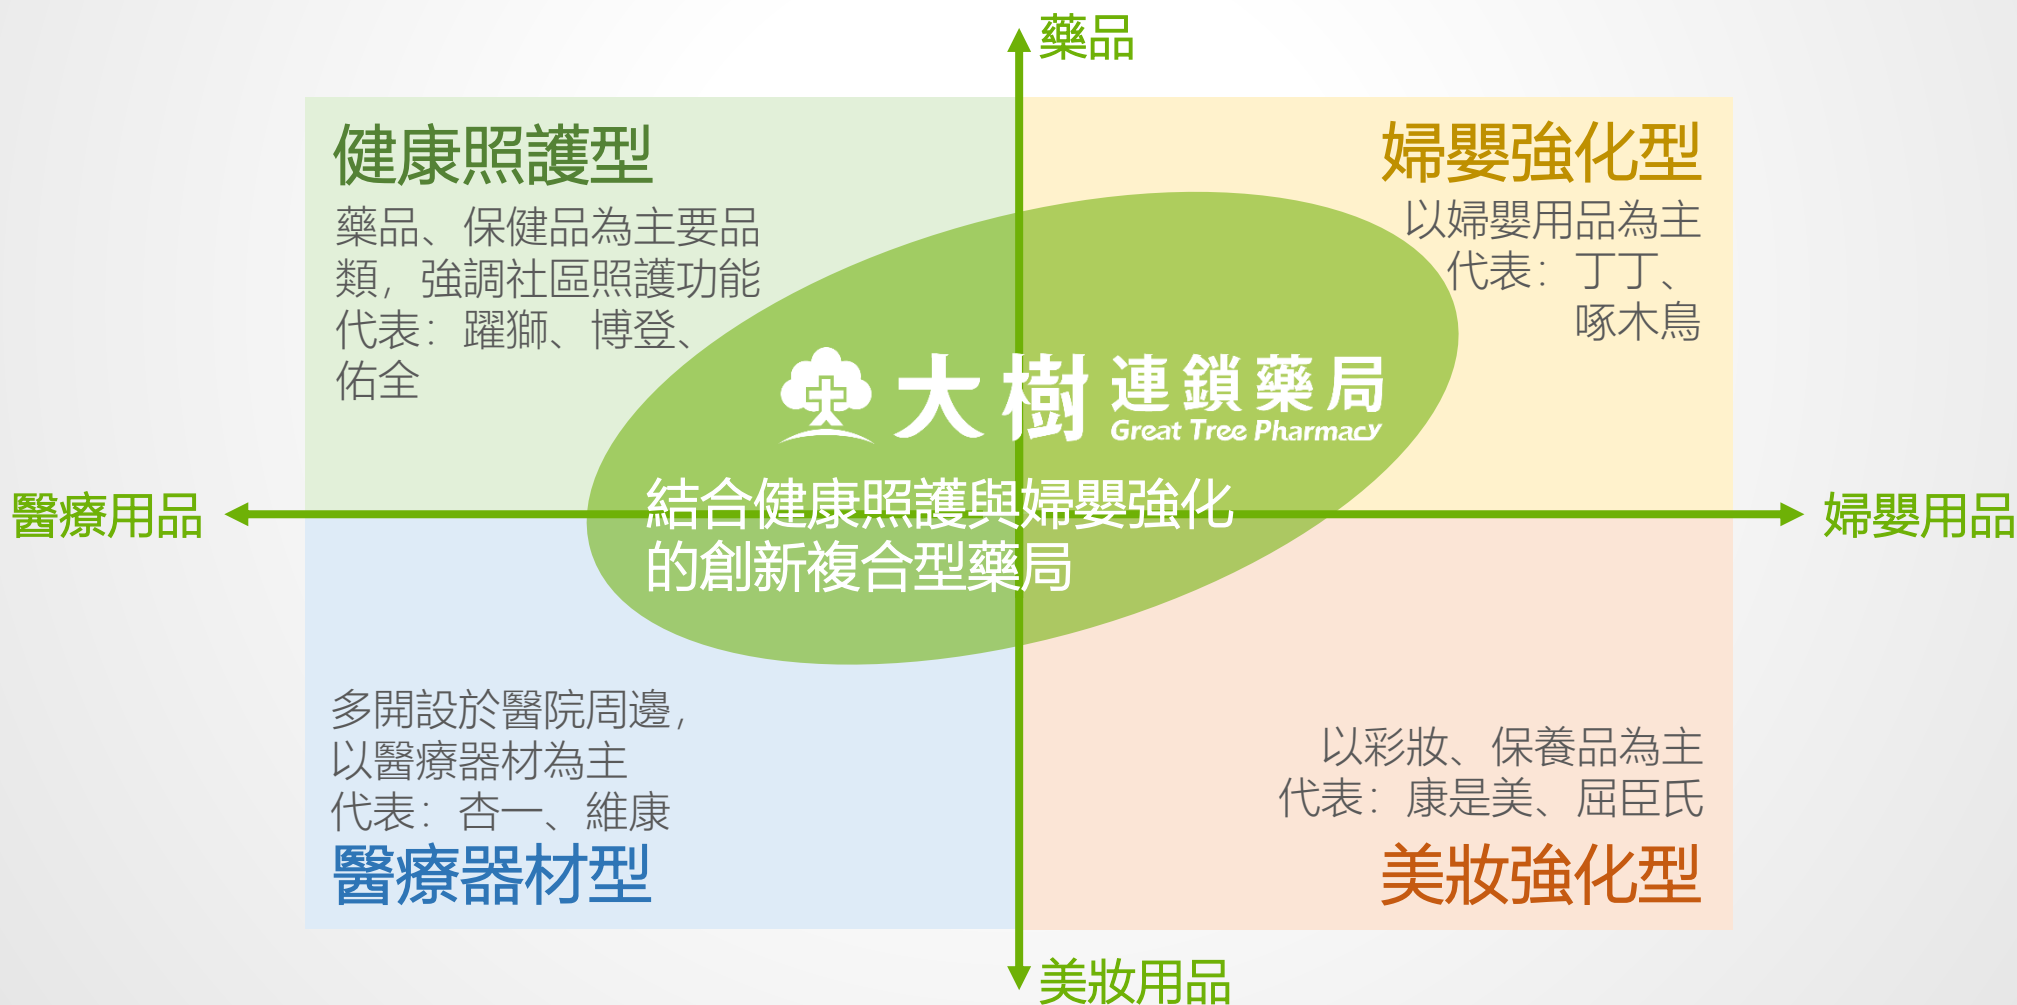 藥品
健康照護型
藥品、保健品為主要品
類，強調社區照護功能
代表：躍獅、博登、
佑全
婦嬰強化型
以婦嬰用品為主
代表：丁丁、
啄木鳥
大樹連鎖藥局
Great Tree Pharmacy
結合健康照護與婦嬰強化
的創新複合型藥局
醫療用品
婦嬰用品
多開設於醫院周邊，
以醫療器材為主
代表：杏一、維康
醫療器材型
以彩妝、保養品為主
代表：康是美、屈臣氏
美妝強化型
美妝用品